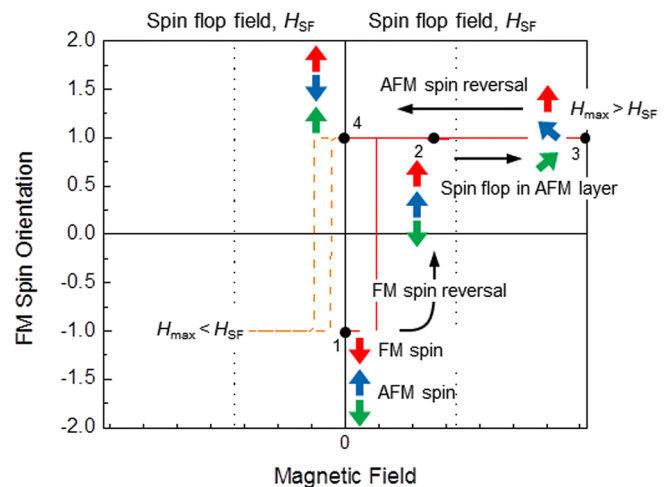 Spin flop field, HSF Spin flop field, HSF
2.0
1.5
1.0
0.5
0.0
-0.5
-1.0
-1.5
-2.0
FM Spin Orientation
4
AFM spin reversal
Hmax > HSF
2
3
Spin flop in AFM layer
FM spin reversal
Hmax < HSF
1
FM spin
AFM spin
0
Magnetic Field